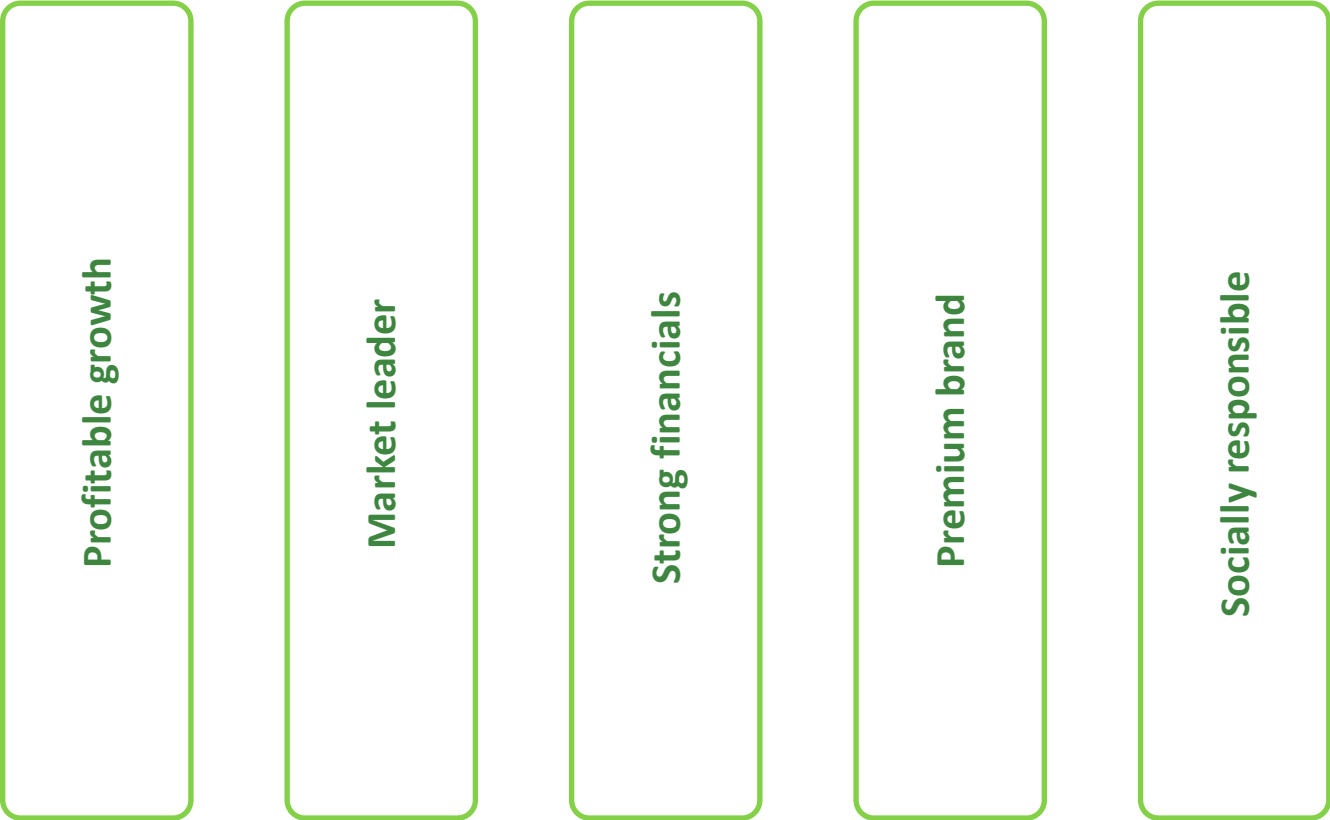 Profitable growth
Market leader
Strong financials
Premium brand
Socially responsible